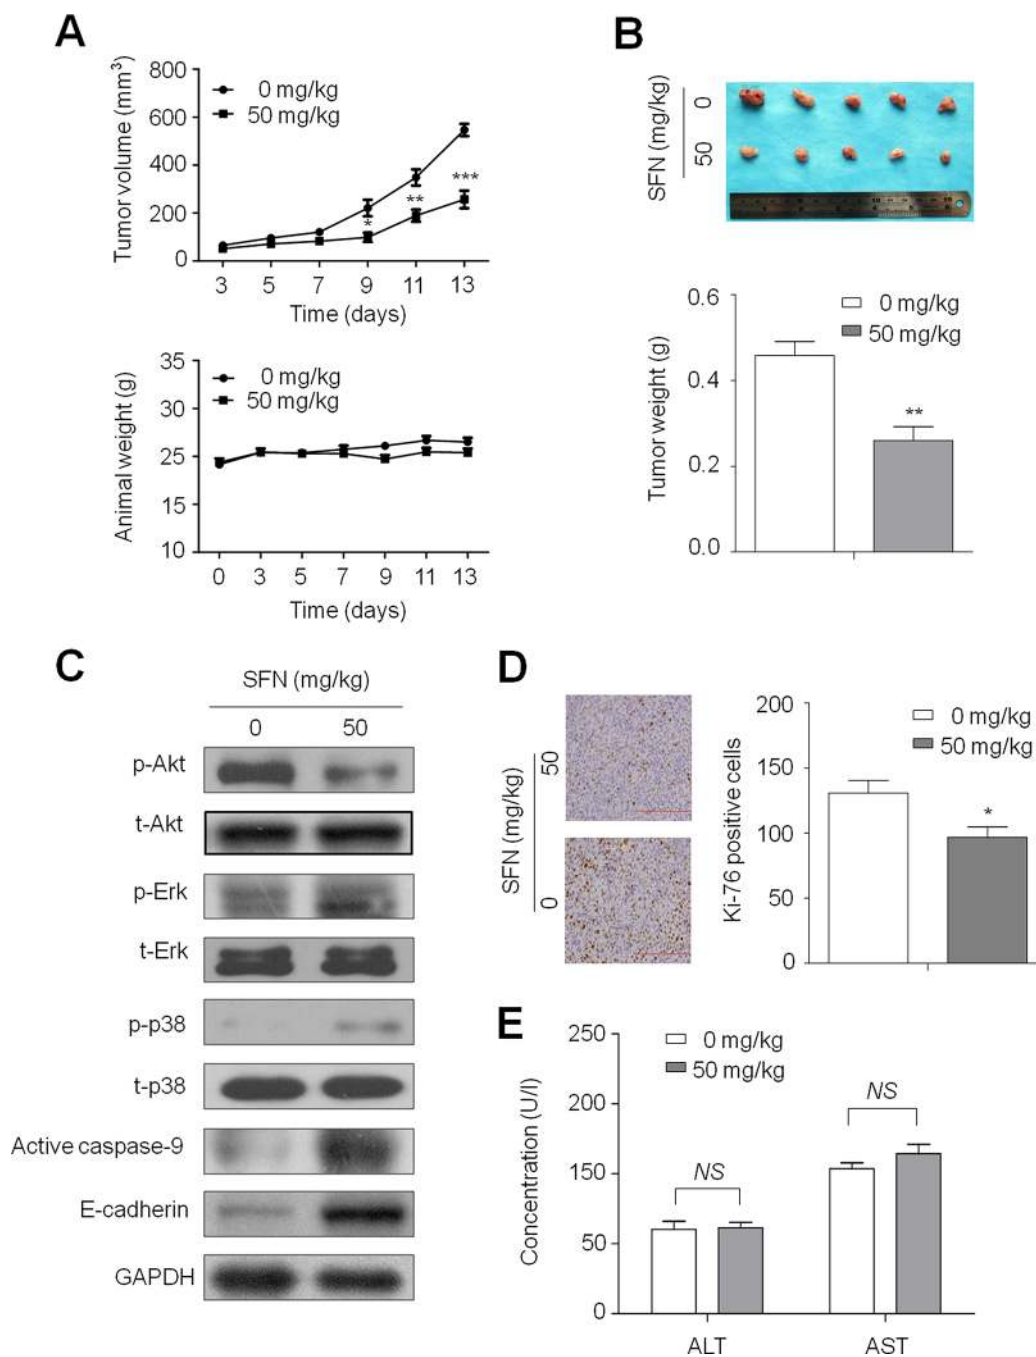 A
800
600
400
200
0
Tumor volume (mm³)
0 mg/kg
50 mg/kg
*
**
***
3 5 7 9 11 13
Time (days)
35
30
25
15
10
Animal weight (g)
0 mg/kg
50 mg/kg
0 3 5 7 9 11 13
Time (days)
B
SFN (mg/kg)
0
50
0.6
0.4
0.2
0.0
Tumor weight (g)
0 mg/kg
50 mg/kg
**
C
SFN (mg/kg)
0 50
p-Akt
t-Akt
p-Erk
t-Erk
p-p38
t-p38
Active caspase-9
E-cadherin
GAPDH
D
SFN (mg/kg)
50
0
200
150
100
50
0
Ki-76 positive cells
0 mg/kg
50 mg/kg
*
E
250
200
150
50
0
Concentration (U/l)
0 mg/kg
50 mg/kg
NS
NS
ALT AST